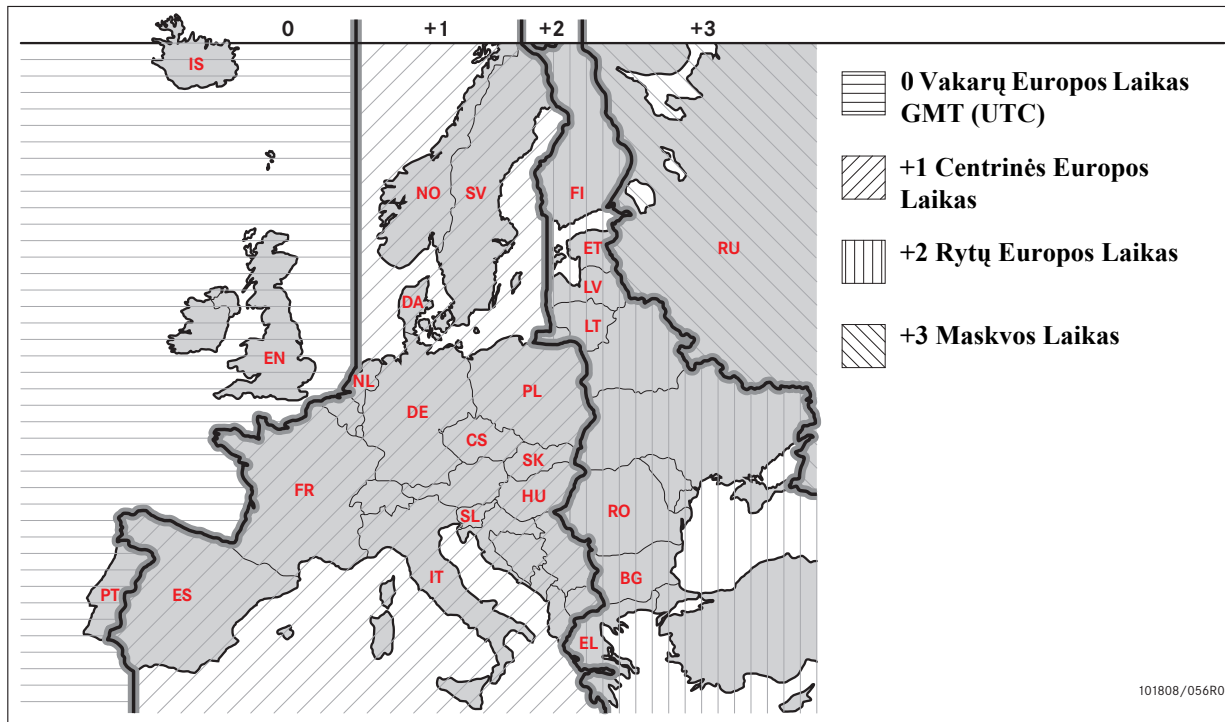 0
+1
+2
+3
IS
0 Vakarų Europos Laikas
GMT (UTC)
+1 Centrinės Europos
Laikas
NO
SV
FI
RU
ET
+2 Rytų Europos Laikas
LV
DA
LT
+3 Maskvos Laikas
EN
NL
PL
DE
CS
SK
FR
HU
SL
RO
IT
BG
PT
ES
EL
101808/056R0